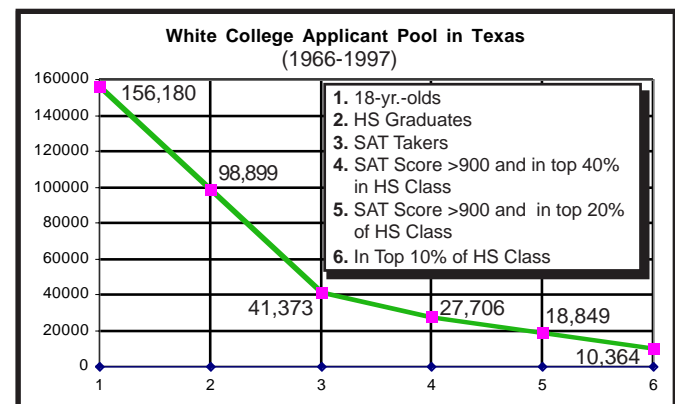 White College Applicant Pool in Texas
(1966-1997)
160000
140000
120000
100000
80000
60000
40000
20000
0
156,180
98,899
41,373
27,706
18,849
10,364
1. 18-yr.-olds
2. HS Graduates
3. SAT Takers
4. SAT Score >900 and in top 40%
in HS Class
5. SAT Score >900 and in top 20%
of HS Class
6. In Top 10% of HS Class
1 2 3 4 5 6